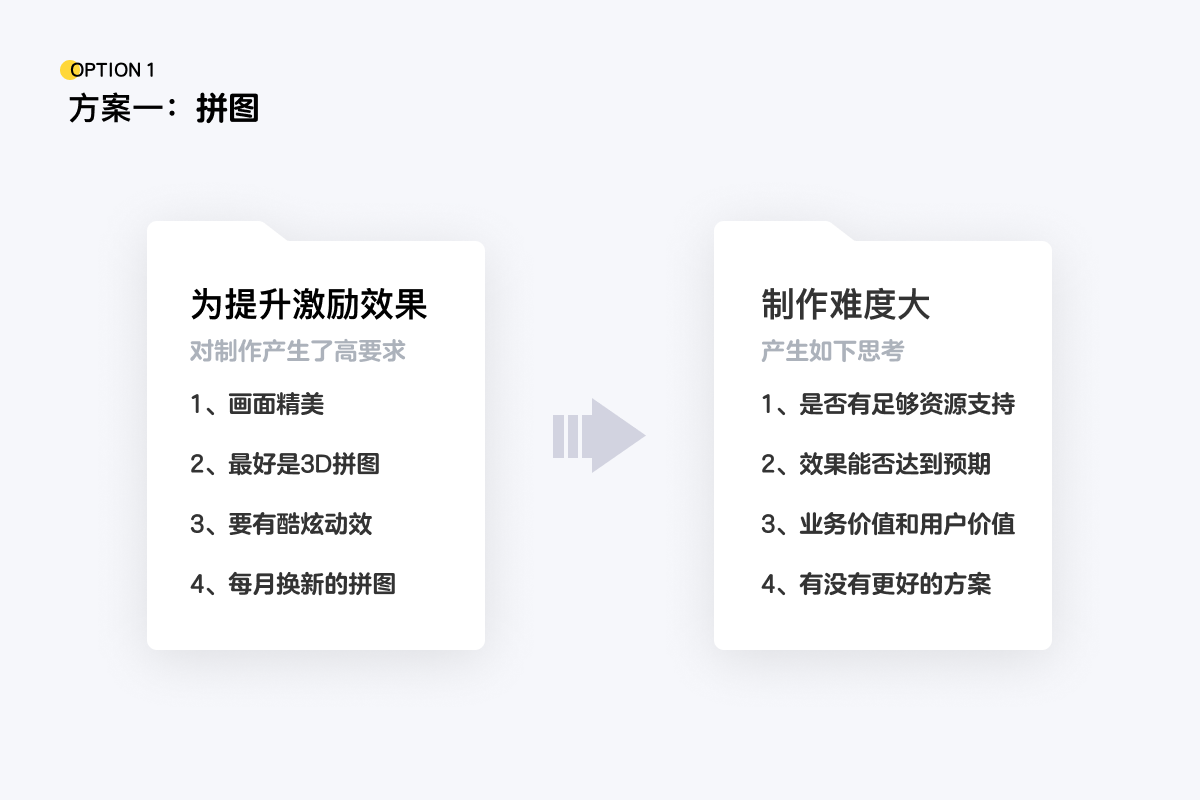 OPTION 1
方案一：拼图
为提升激励效果
对制作产生了高要求
1、画面精美
2、最好是3D拼图
3、要有酷炫动效
4、每月换新的拼图
制作难度大
产生如下思考
1、是否有足够资源支持
2、效果能否达到预期
3、业务价值和用户价值
4、有没有更好的方案